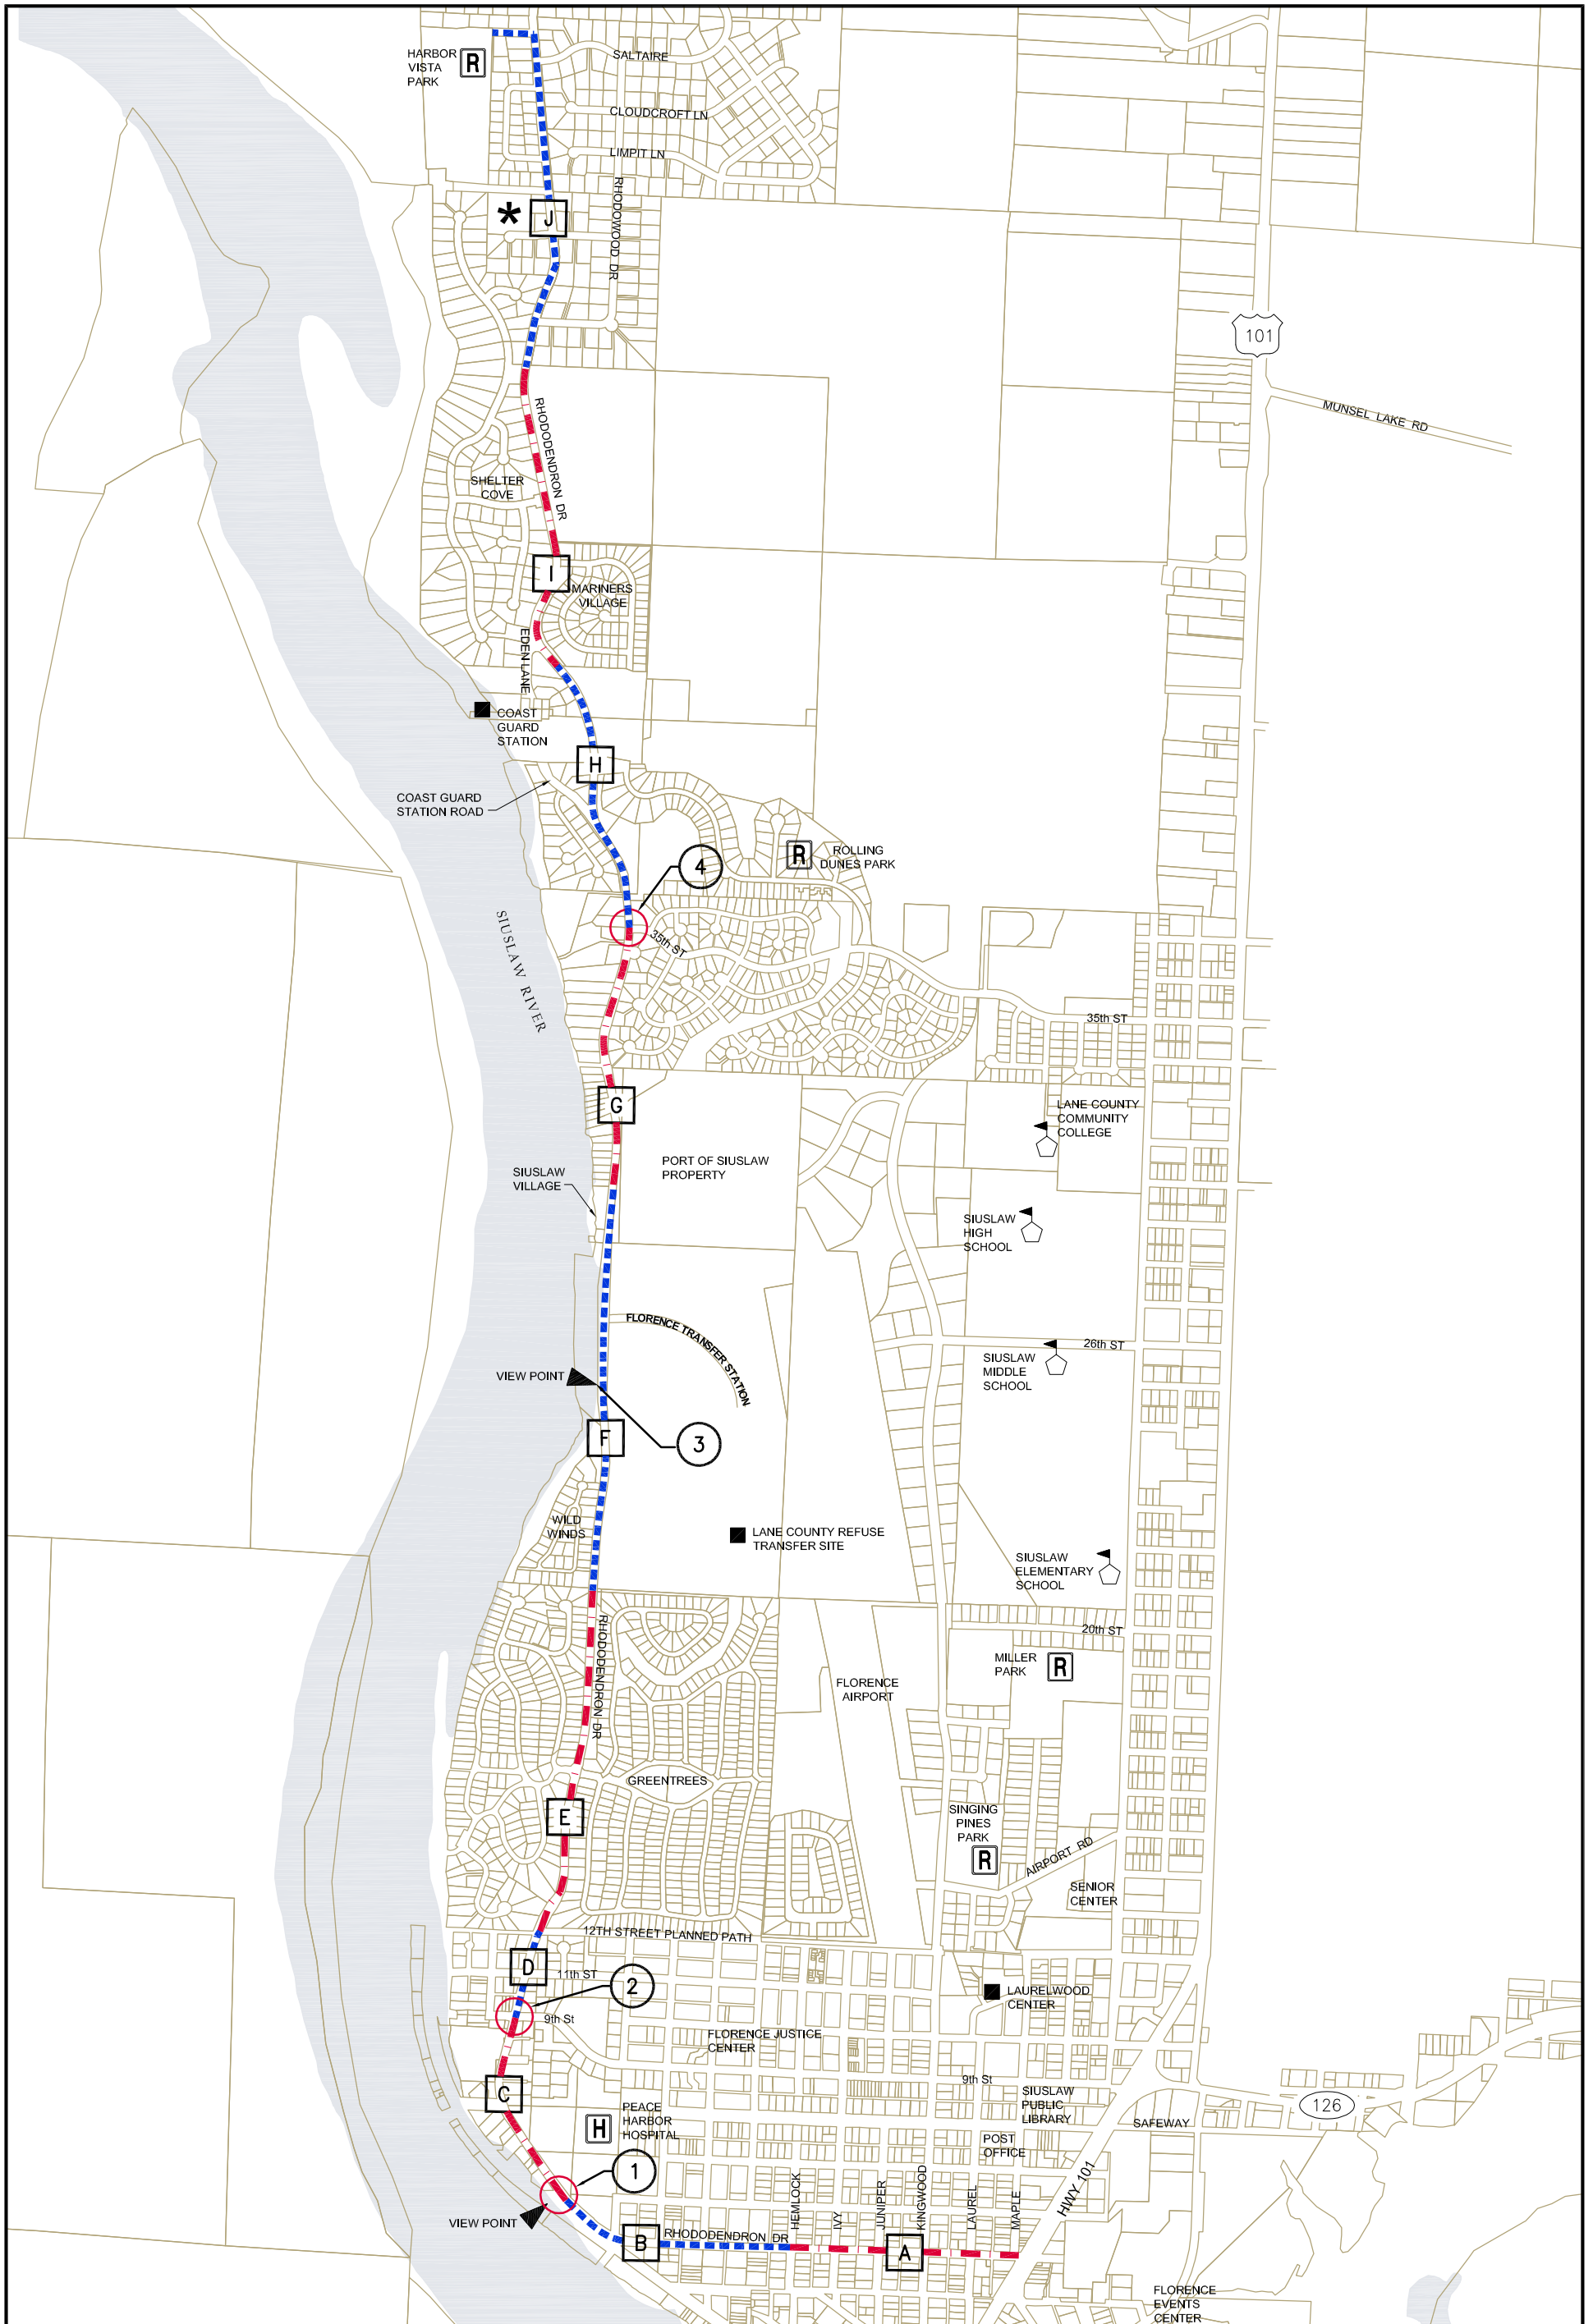 HARBOR
VISTA
PARK
R
SALTAIRE
CLOUDCROFT LN
LIMPIT LN
RHODOWOOD DR
*
J
101
MUNSEL LAKE RD
RHODODENDRON DR
SHELTER
COVE
I
MARINERS
VILLAGE
EDEN LANE
COAST
GUARD
STATION
H
COAST GUARD
STATION ROAD
4
R
ROLLING
DUNES PARK
SIUSLAW RIVER
35th ST
35th ST
G
LANE COUNTY
COMMUNITY
COLLEGE
PORT OF SIUSLAW
PROPERTY
SIUSLAW
VILLAGE
SIUSLAW
HIGH
SCHOOL
FLORENCE TRANSFER STATION
26th ST
SIUSLAW
MIDDLE
SCHOOL
VIEW POINT
F
3
WILD
WINDS
LANE COUNTY REFUSE
TRANSFER SITE
SIUSLAW
ELEMENTARY
SCHOOL
RHODODENDRON DR
20th ST
MILLER
PARK
R
FLORENCE
AIRPORT
GREENTREES
E
SINGING
PINES
PARK
R
AIRPORT RD
SENIOR
CENTER
12TH STREET PLANNED PATH
D
11th ST
2
LAURELWOOD
CENTER
9th St
FLORENCE JUSTICE
CENTER
9th St
C
SIUSLAW
PUBLIC
LIBRARY
126
PEACE
HARBOR
HOSPITAL
H
SAFEWAY
POST
OFFICE
1
HEMLOCK
IVY
JUNIPER
KINGWOOD
LAUREL
MAPLE
HWY 101
VIEW POINT
B
RHODODENDRON DR
A
FLORENCE
EVENTS
CENTER